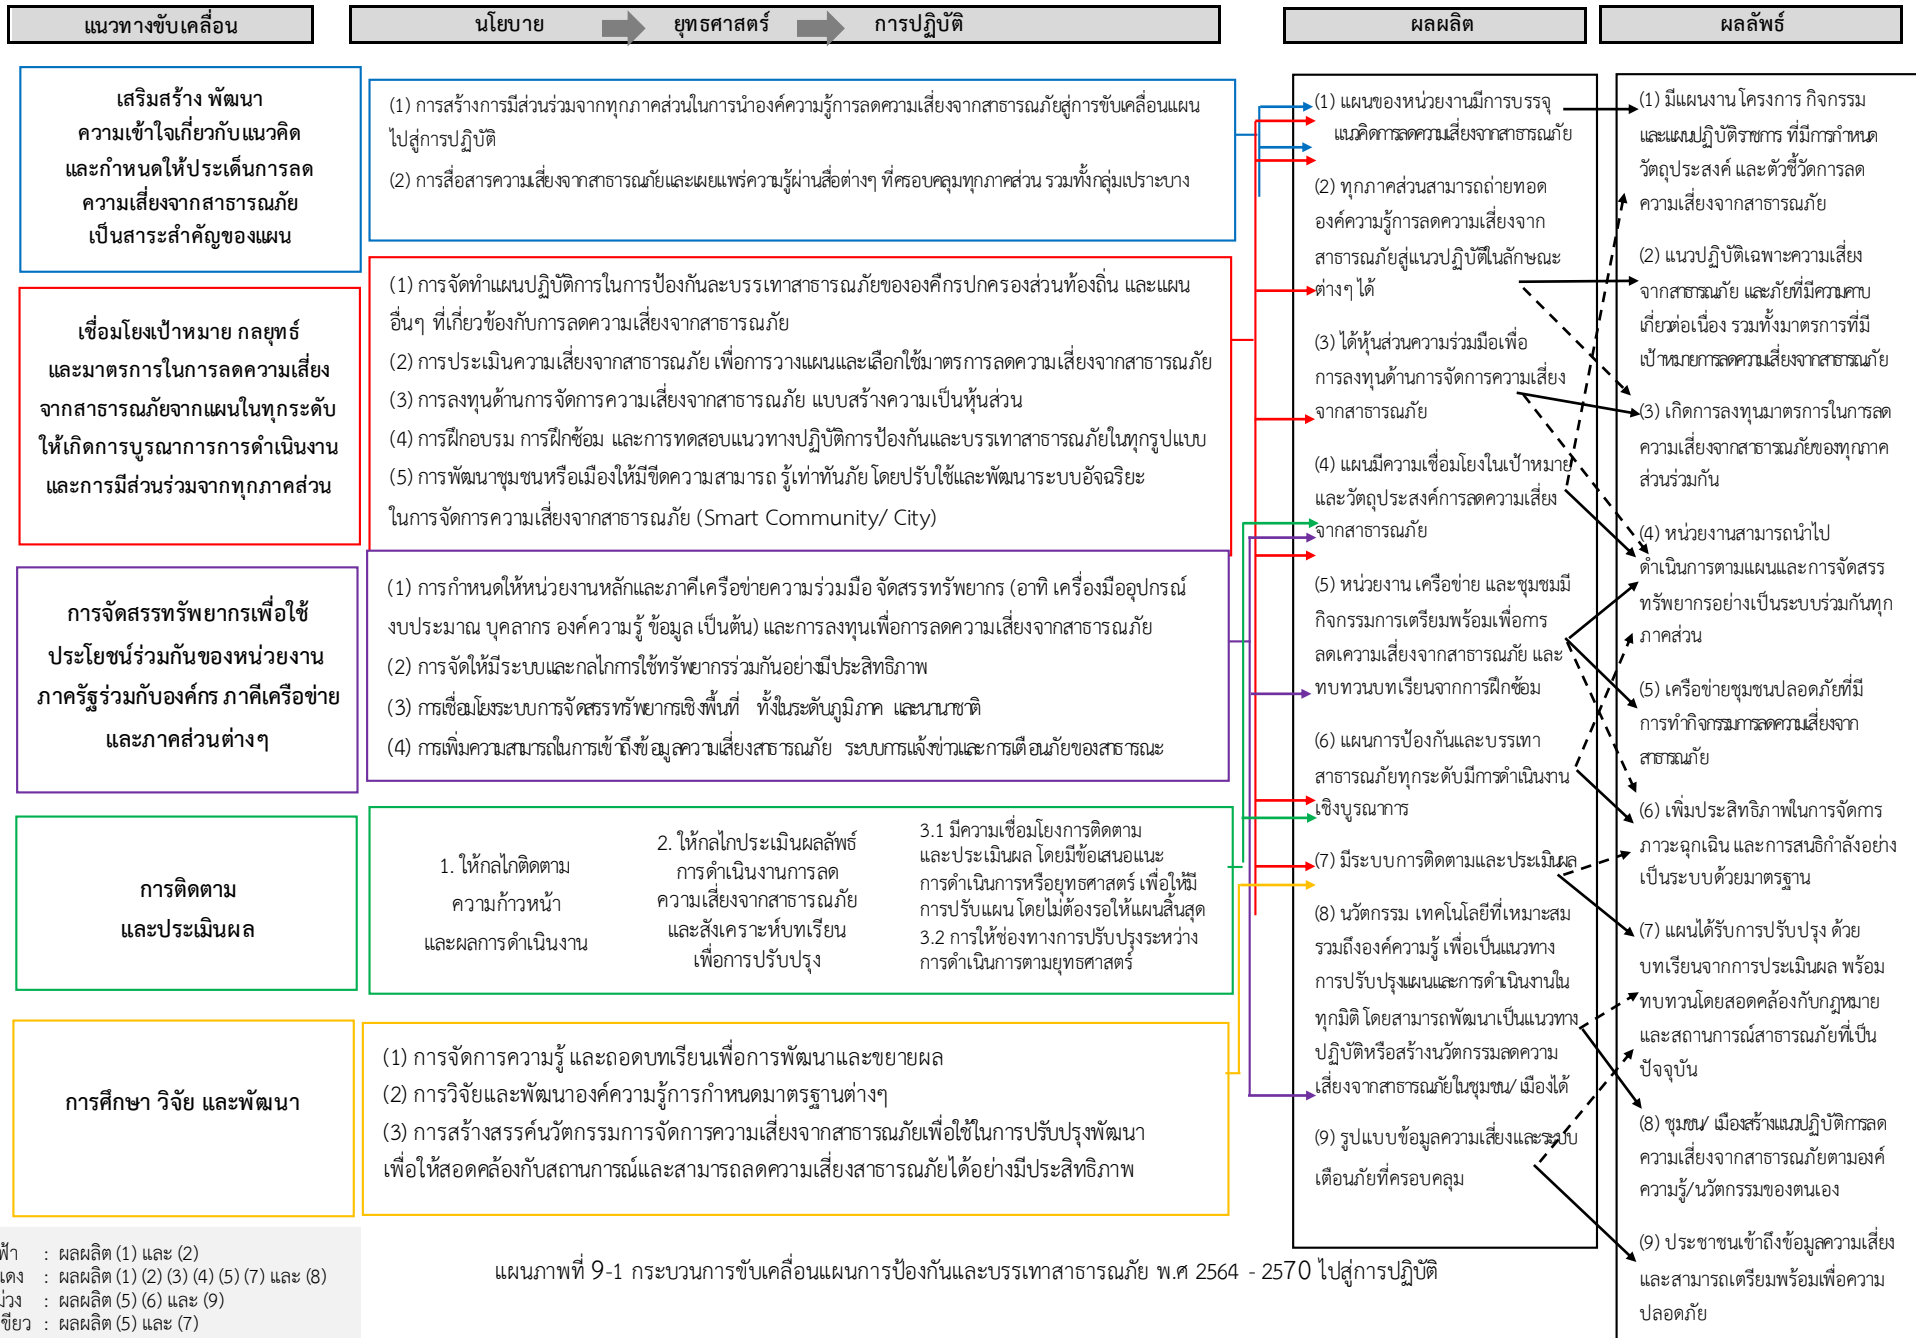 แนวทางขับเคลื่อน
นโยบาย
ยุทธศาสตร์
การปฏิบัติ
ผลผลิต
ผลลัพธ์
เสริมสร้าง พัฒนา
ความเข้าใจเกี่ยวกับแนวคิด
และกำหนดให้ประเด็นการลด
ความเสี่ยงจากสาธารณภัย
เป็นสาระสำคัญของแผน
(1) การสร้างการมีส่วนร่วมจากทุกภาคส่วนในการนำองค์ความรู้การลดความเสี่ยงจากสาธารณภัยสู่การขับเคลื่อนแผน
ไปสู่การปฏิบัติ
(2) การสื่อสารความเสี่ยงจากสาธารณภัยและเผยแพร่ความรู้ผ่านสื่อต่างๆ ที่ครอบคลุมทุกภาคส่วน รวมทั้งกลุ่มเปราะบาง
เชื่อมโยงเป้าหมาย กลยุทธ์
และมาตรการในการลดความเสี่ยง
จากสาธารณภัยจากแผนในทุกระดับ
ให้เกิดการบูรณาการการดำเนินงาน
และการมีส่วนร่วมจากทุกภาคส่วน
(1) การจัดทำแผนปฏิบัติการในการป้องกันละบรรเทาสาธารณภัยขององค์กรปกครองส่วนท้องถิ่น และแผน
อื่นๆ ที่เกี่ยวข้องกับการลดความเสี่ยงจากสาธารณภัย
(2) การประเมินความเสี่ยงจากสาธารณภัย เพื่อการวางแผนและเลือกใช้มาตรการลดความเสี่ยงจากสาธารณภัย
(3) การลงทุนด้านการจัดการความเสี่ยงจากสาธารณภัย แบบสร้างความเป็นหุ้นส่วน
(4) การฝึกอบรม การฝึกซ้อม และการทดสอบแนวทางปฏิบัติการป้องกันและบรรเทาสาธารณภัยในทุกรูปแบบ
(5) การพัฒนาชุมชนหรือเมืองให้มีขีดความสามารถ รู้เท่าทันภัย โดยปรับใช้และพัฒนาระบบอัจฉริยะ
ในการจัดการความเสี่ยงจากสาธารณภัย (Smart Community/ City)
การจัดสรรทรัพยากรเพื่อใช้
ประโยชน์ร่วมกันของหน่วยงาน
ภาครัฐร่วมกับองค์กร ภาคีเครือข่าย
และภาคส่วนต่างๆ
(1) การกำหนดให้หน่วยงานหลักและภาคีเครือข่ายความร่วมมือ จัดสรรทรัพยากร (อาทิ เครื่องมืออุปกรณ์
งบประมาณ บุคลากร องค์ความรู้ ข้อมูล เป็นต้น) และการลงทุนเพื่อการลดความเสี่ยงจากสาธารณภัย
(2) การจัดให้มีระบบและกลไกการใช้ทรัพยากรร่วมกันอย่างมีประสิทธิภาพ
(3) การเชื่อมโยงระบบการจัดสรรทรัพยากรเชิงพื้นที่ ทั้งในระดับภูมิภาค และนานาชาติ
(4) การเพิ่มความสามารถในการเข้าถึงข้อมูลความเสี่ยงสาธารณภัย ระบบการแจ้งข่าวและการเตือนภัยของสาธารณะ
การติดตาม
และประเมินผล
1. ให้กลไกติดตาม
ความก้าวหน้า
และผลการดำเนินงาน
2. ให้กลไกประเมินผลลัพธ์
การดำเนินงานการลด
ความเสี่ยงจากสาธารณภัย
และสังเคราะห์บทเรียน
เพื่อการปรับปรุง
3.1 มีความเชื่อมโยงการติดตาม
และประเมินผล โดยมีข้อเสนอแนะ
การดำเนินการหรือยุทธศาสตร์ เพื่อให้มี
การปรับแผน โดยไม่ต้องรอให้แผนสิ้นสุด
3.2 การให้ช่องทางการปรับปรุงระหว่าง
การดำเนินการตามยุทธศาสตร์
การศึกษา วิจัย และพัฒนา
(1) การจัดการความรู้ และถอดบทเรียนเพื่อการพัฒนาและขยายผล
(2) การวิจัยและพัฒนาองค์ความรู้การกำหนดมาตรฐานต่างๆ
(3) การสร้างสรรค์นวัตกรรมการจัดการความเสี่ยงจากสาธารณภัยเพื่อใช้ในการปรับปรุงพัฒนา
เพื่อให้สอดคล้องกับสถานการณ์และสามารถลดความเสี่ยงสาธารณภัยได้อย่างมีประสิทธิภาพ
(1) แผนของหน่วยงานมีการบรรจุ
แนวคิดการลดความเสี่ยงจากสาธารณภัย
(2) ทุกภาคส่วนสามารถถ่ายทอด
องค์ความรู้การลดความเสี่ยงจาก
สาธารณภัยสู่แนวปฏิบัติในลักษณะ
ต่างๆ ได้
(3) ได้หุ้นส่วนความร่วมมือเพื่อ
การลงทุนด้านการจัดการความเสี่ยง
จากสาธารณภัย
(4) แผนมีความเชื่อมโยงในเป้าหมาย
และวัตถุประสงค์การลดความเสี่ยง
จากสาธารณภัย
(5) หน่วยงาน เครือข่าย และชุมชมมี
กิจกรรมการเตรียมพร้อมเพื่อการ
ลดเความเสี่ยงจากสาธารณภัย และ
ทบทวนบทเรียนจากการฝึกซ้อม
(6) แผนการป้องกันและบรรเทา
สาธารณภัยทุกระดับมีการดำเนินงาน
เชิงบูรณาการ
(7) มีระบบการติดตามและประเมินผล
(8) นวัตกรรม เทคโนโลยีที่เหมาะสม
รวมถึงองค์ความรู้ เพื่อเป็นแนวทาง
การปรับปรุงแผนและการดำเนินงานใน
ทุกมิติ โดยสามารถพัฒนาเป็นแนวทาง
ปฏิบัติหรือสร้างนวัตกรรมลดความ
เสี่ยงจากสาธารณภัยในชุมชน/ เมืองได้
(9) รูปแบบข้อมูลความเสี่ยงและระบบ
เตือนภัยที่ครอบคลุม
(1) มีแผนงาน โครงการ กิจกรรม
และแผนปฏิบัติราชการ ที่มีการกำหนด
วัตถุประสงค์ และตัวชี้วัดการลด
ความเสี่ยงจากสาธารณภัย
(2) แนวปฏิบัติเฉพาะความเสี่ยง
จากสาธารณภัย และภัยที่มีความคาบ
เกี่ยวต่อเนื่อง รวมทั้งมาตรการที่มี
เป้าหมายการลดความเสี่ยงจากสาธารณภัย
(3) เกิดการลงทุนมาตรการในการลด
ความเสี่ยงจากสาธารณภัยของทุกภาค
ส่วนร่วมกัน
(4) หน่วยงานสามารถนำไป
ดำเนินการตามแผนและการจัดสรร
ทรัพยากรอย่างเป็นระบบร่วมกันทุก
ภาคส่วน
(5) เครือข่ายชุมชนปลอดภัยที่มี
การทำกิจกรรมการลดความเสี่ยงจาก
สาธารณภัย
(6) เพิ่มประสิทธิภาพในการจัดการ
ภาวะฉุกเฉิน และการสนธิกำลังอย่าง
เป็นระบบด้วยมาตรฐาน
(7) แผนได้รับการปรับปรุง ด้วย
บทเรียนจากการประเมินผล พร้อม
ทบทวนโดยสอดคล้องกับกฎหมาย
และสถานการณ์สาธารณภัยที่เป็น
ปัจจุบัน
(8) ชุมชน/ เมืองสร้างแนวปฏิบัติการลด
ความเสี่ยงจากสาธารณภัยตามองค์
ความรู้/นวัตกรรมของตนเอง
(9) ประชาชนเข้าถึงข้อมูลความเสี่ยง
และสามารถเตรียมพร้อมเพื่อความ
ปลอดภัย
ฟ้า : ผลผลิต (1) และ (2)
แดง : ผลผลิต (1) (2) (3) (4) (5) (7) และ (8)
ม่วง : ผลผลิต (5) (6) และ (9)
เขียว : ผลผลิต (5) และ (7)
แผนภาพที่ 9-1 กระบวนการขับเคลื่อนแผนการป้องกันและบรรเทาสาธารณภัย พ.ศ 2564 - 2570 ไปสู่การปฏิบัติ